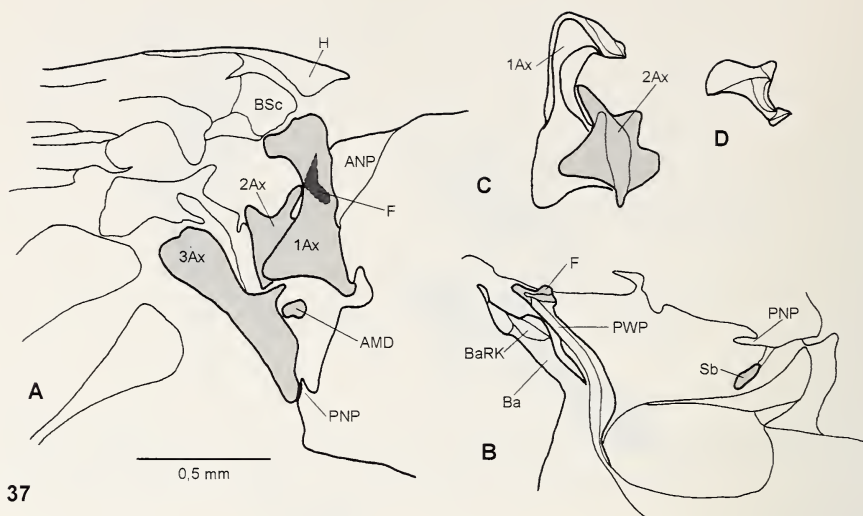 H
BSc
ANP
2Ax
F
3Ax
1Ax
AMD
PNP
A
0,5 mm
37
1Ax
2Ax
C
D
F
PNP
PWP
BaRK
Sb
Ba
B